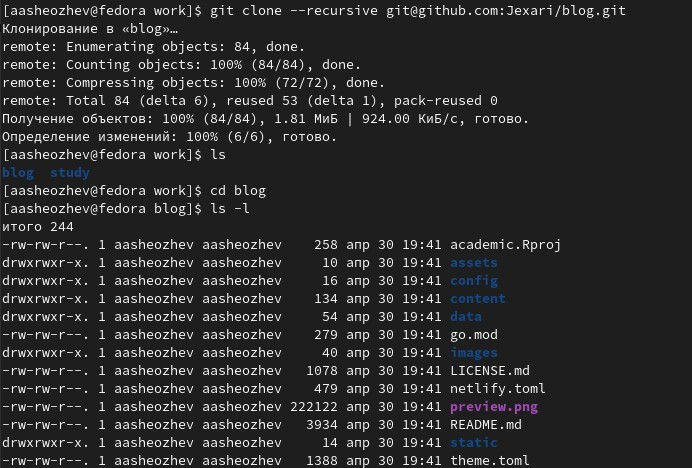 [aasheozhev@fedora work]$ git clone --recursive git@github.com:Jexari/blog.git
Клонирование в «blog»…
remote: Enumerating objects: 84, done.
remote: Counting objects: 100% (84/84), done.
remote: Compressing objects: 100% (72/72), done.
remote: Total 84 (delta 6), reused 53 (delta 1), pack-reused 0
Получение объектов: 100% (84/84), 1.81 МиБ | 924.00 КиБ/с, готово.
Определение изменений: 100% (6/6), готово.
[aasheozhev@fedora work]$ ls
blog  study
[aasheozhev@fedora work]$ cd blog
[aasheozhev@fedora blog]$ ls -l
итого 244
-rw-rw-r--. 1 aasheozhev aasheozhev    258 апр 30 19:41 academic.Rproj
drwxrwxr-x. 1 aasheozhev aasheozhev     10 апр 30 19:41 assets
drwxrwxr-x. 1 aasheozhev aasheozhev     16 апр 30 19:41 config
drwxrwxr-x. 1 aasheozhev aasheozhev    134 апр 30 19:41 content
drwxrwxr-x. 1 aasheozhev aasheozhev     54 апр 30 19:41 data
-rw-rw-r--. 1 aasheozhev aasheozhev    279 апр 30 19:41 go.mod
drwxrwxr-x. 1 aasheozhev aasheozhev     40 апр 30 19:41 images
-rw-rw-r--. 1 aasheozhev aasheozhev   1078 апр 30 19:41 LICENSE.md
-rw-rw-r--. 1 aasheozhev aasheozhev    479 апр 30 19:41 netlify.toml
-rw-rw-r--. 1 aasheozhev aasheozhev 222122 апр 30 19:41 preview.png
-rw-rw-r--. 1 aasheozhev aasheozhev   3934 апр 30 19:41 README.md
drwxrwxr-x. 1 aasheozhev aasheozhev     14 апр 30 19:41 static
-rw-rw-r--. 1 aasheozhev aasheozhev   1388 апр 30 19:41 theme.toml